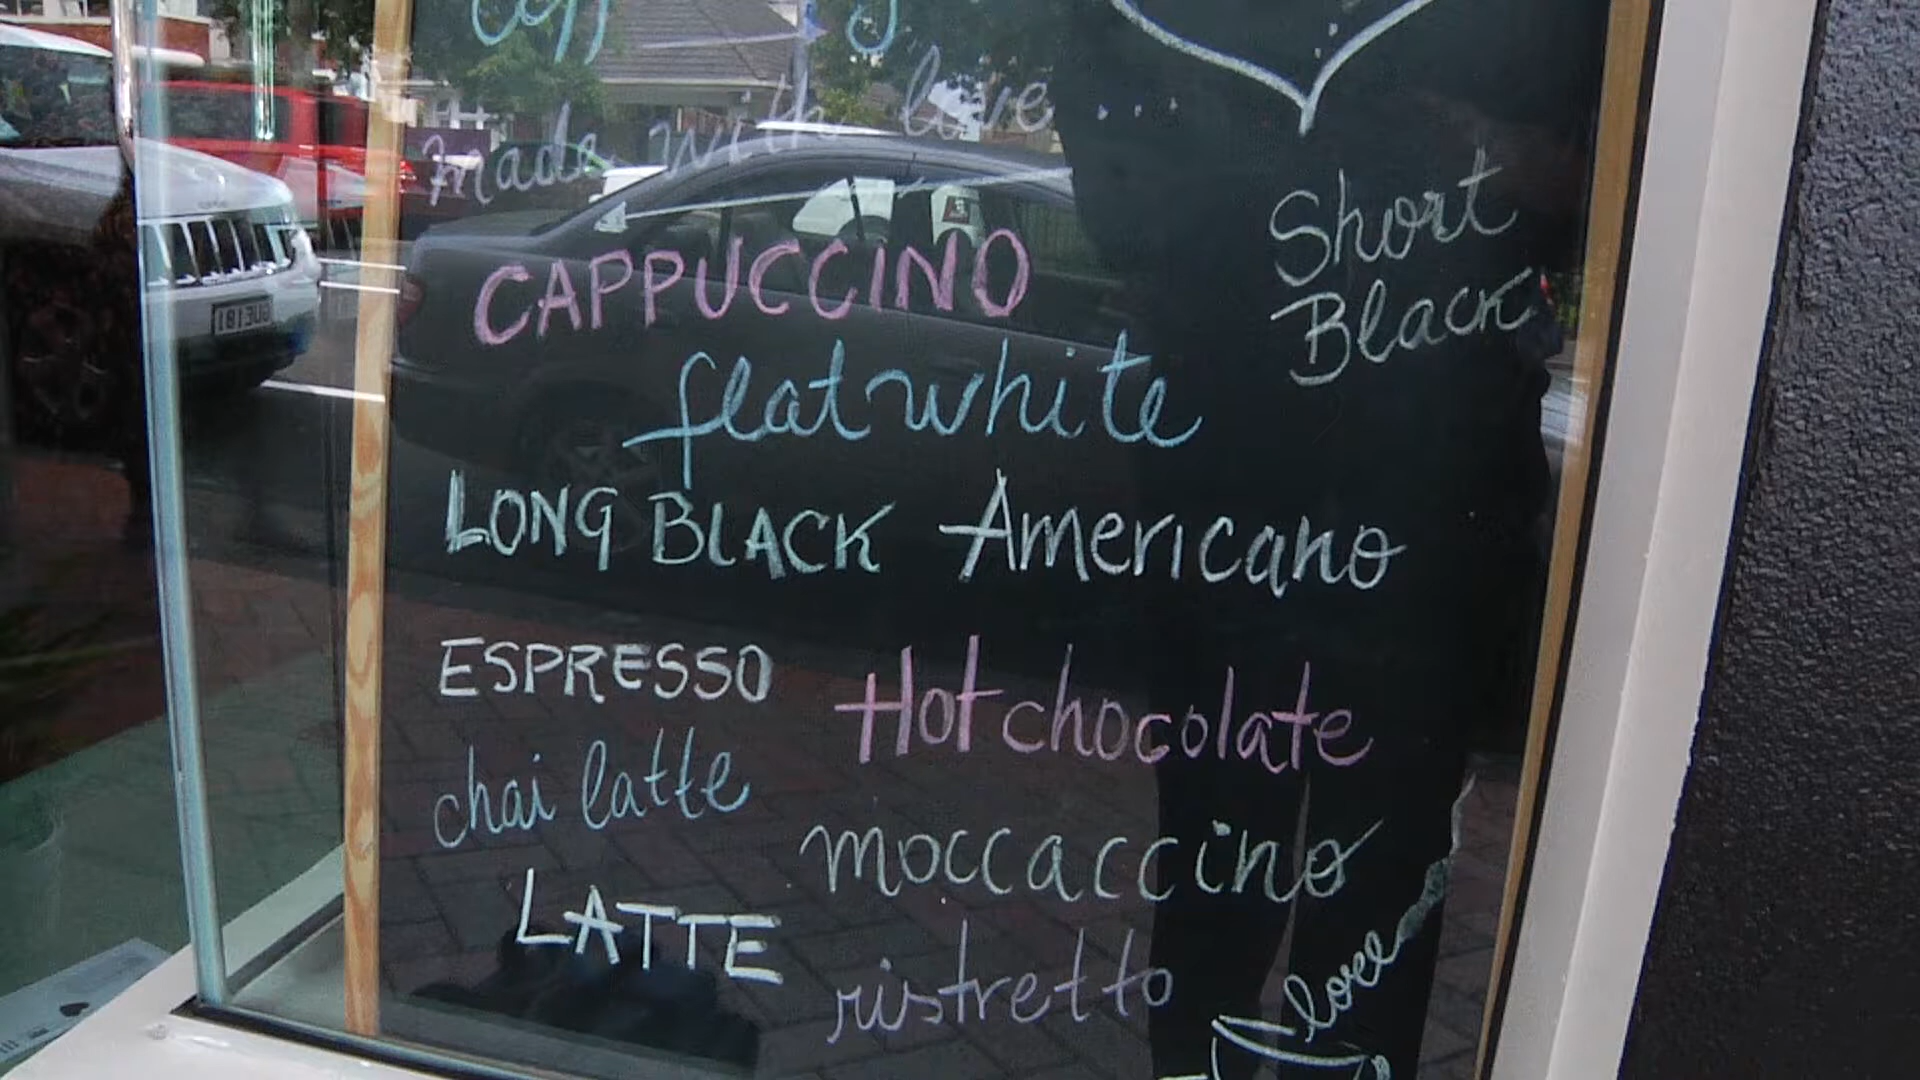 made with love....
Short
Black
CAPPUCCINO
flat white
LONG BLACK Americano
ESPRESSO
Hot chocolate
chai latte
moccaccino
LATTE
ristretto
love